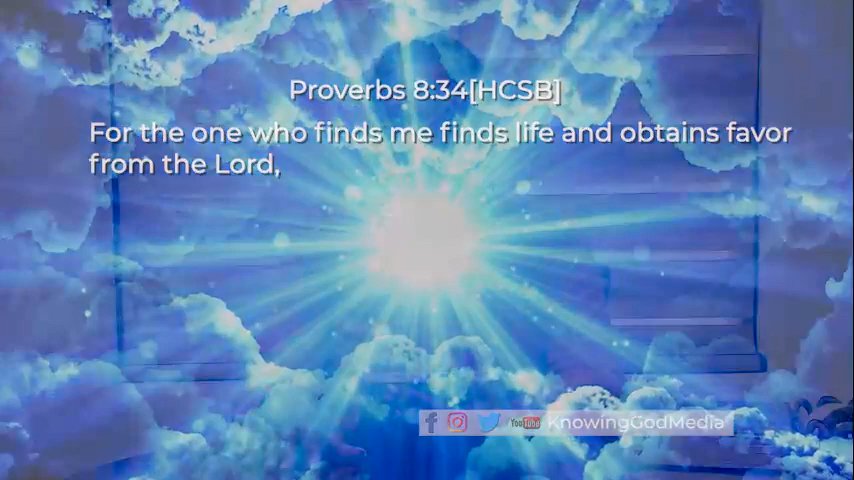 Proverbs 8:34[HCSB]
For the one who finds me finds life and obtains favor
from the Lord,
YouTube KnowingGodMedia